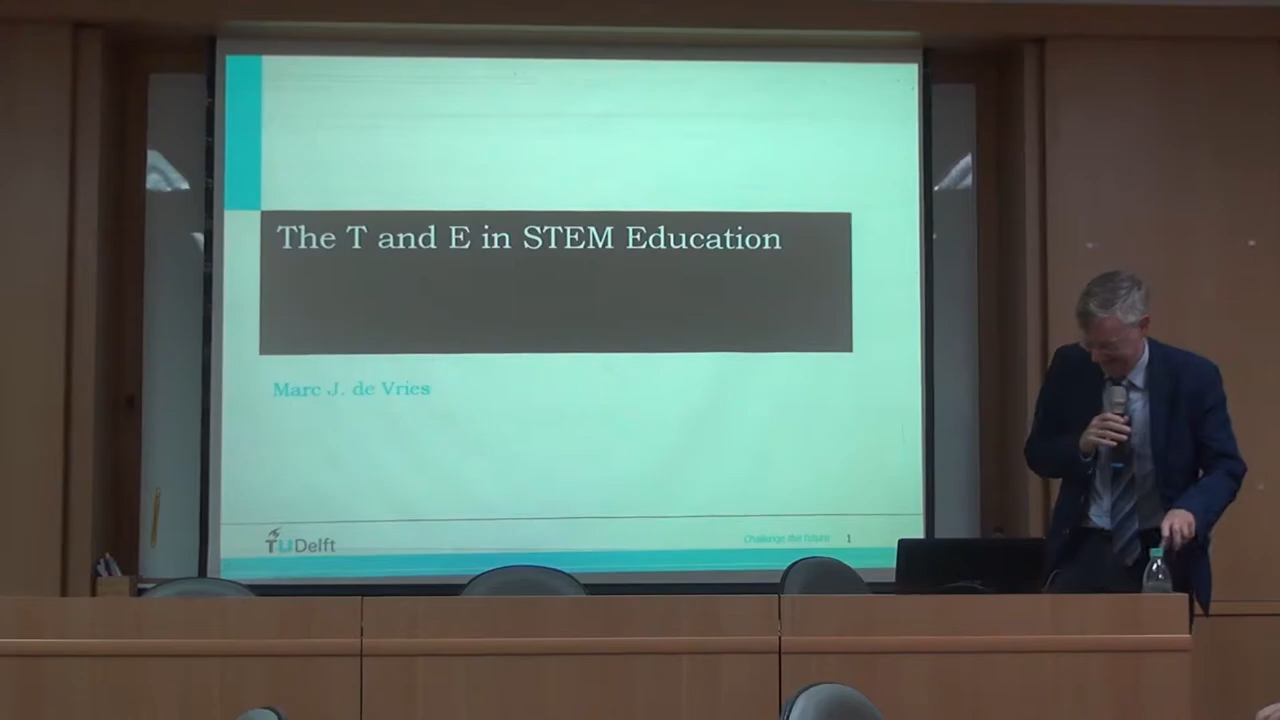 The T and E in STEM Education
Marc J. de Vries
TUDelft
Challenge the future 1